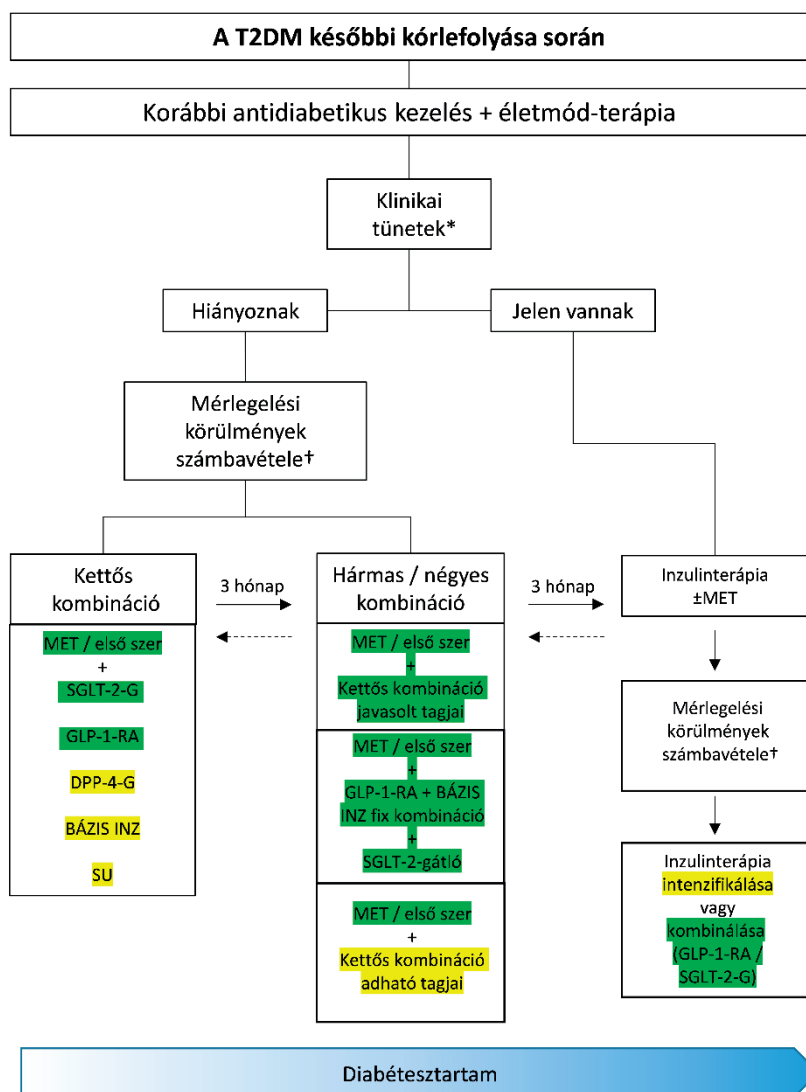 A T2DM későbbi kórlefolyása során
Korábbi antidiabetikus kezelés + életmód-terápia
Klinikai
tünetek*
Hiányoznak
Jelen vannak
Mérlegelési
körülmények
számbavétele†
Kettős
kombináció
MET / első szer
+
SGLT-2-G
GLP-1-RA
DPP-4-G
BÁZIS INZ
SU
3 hónap
Hármas / négyes
kombináció
MET / első szer
+
Kettős kombináció
javasolt tagjai
MET / első szer
+
GLP-1-RA + BÁZIS
INZ fix kombináció
+
SGLT-2-gátló
MET / első szer
+
Kettős kombináció
adható tagjai
3 hónap
Inzulinterápia
±MET
Mérlegelési
körülmények
számbavétele†
Inzulinterápia
intenzifikálása
vagy
kombinálása
(GLP-1-RA /
SGLT-2-G)
Diabétesztartam